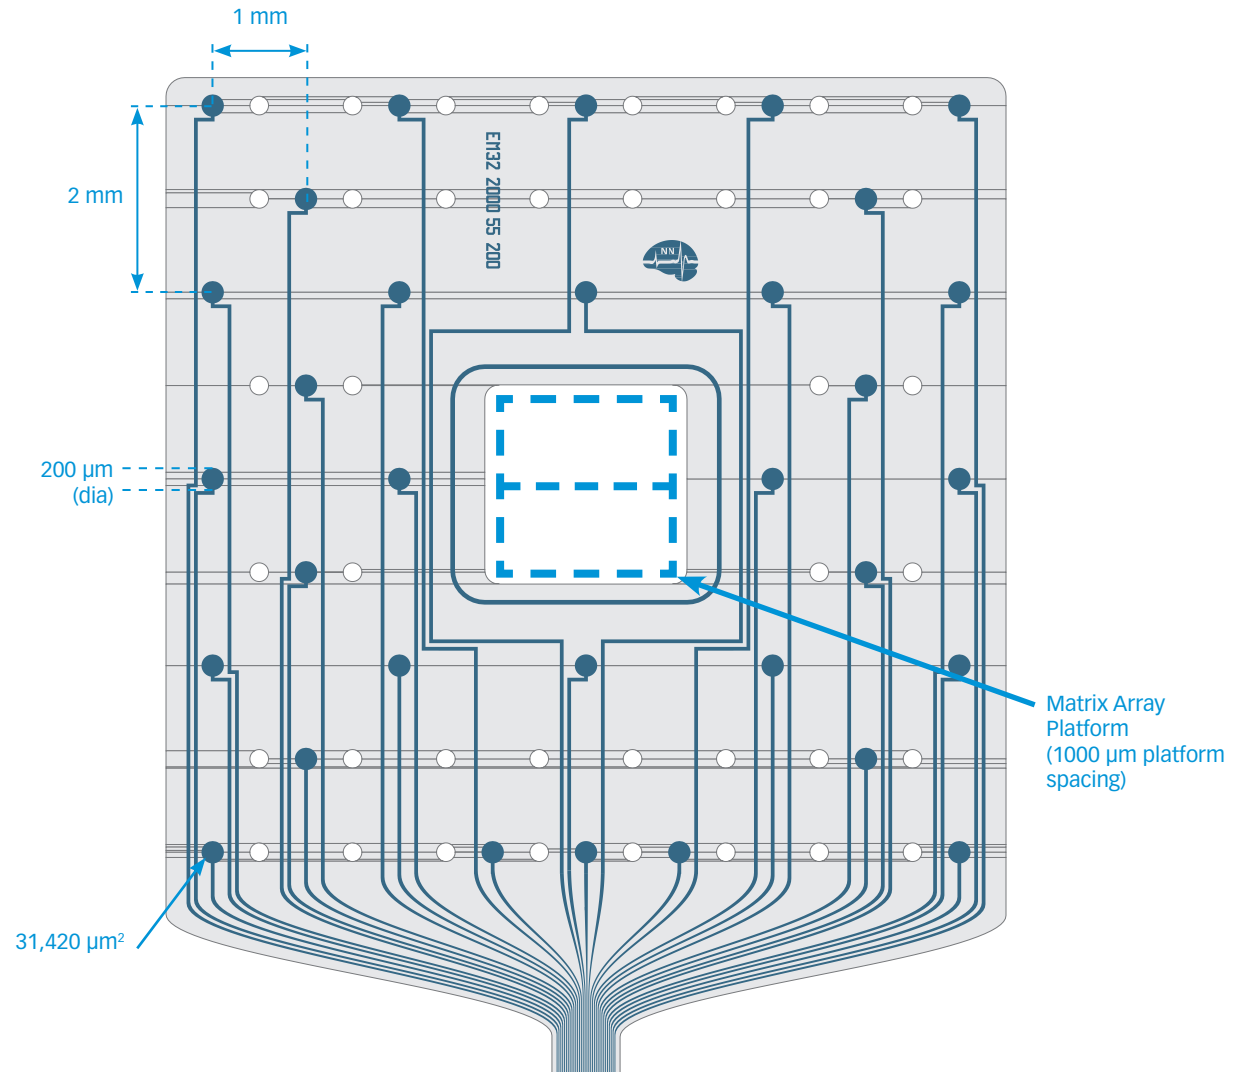 1 mm
2 mm
EM32 2000 55 200
NN
200 µm
(dia)
Matrix Array
Platform
(1000 µm platform
spacing)
31,420 µm²